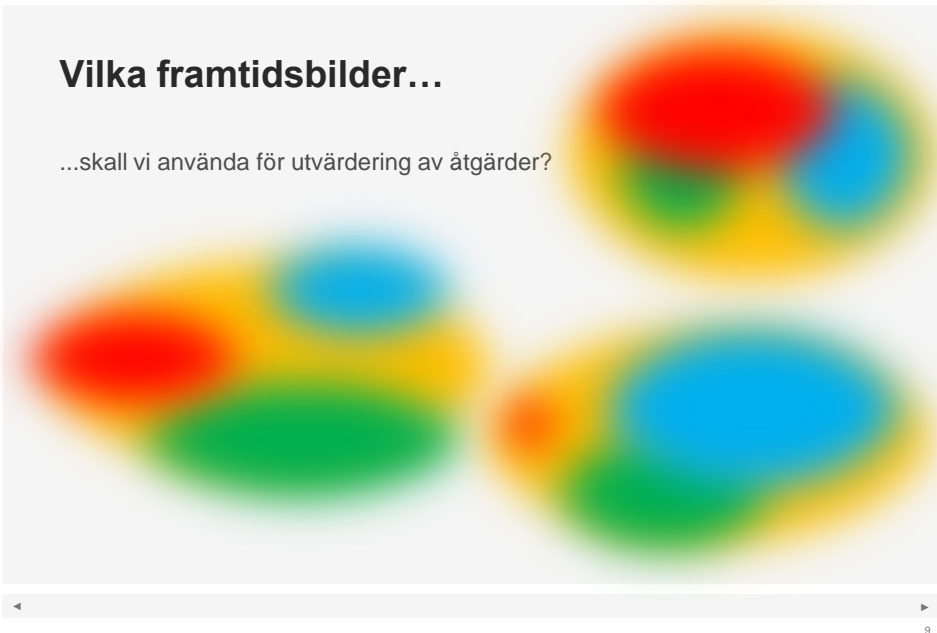 Vilka framtidsbilder…
...skall vi använda för utvärdering av åtgärder?
9